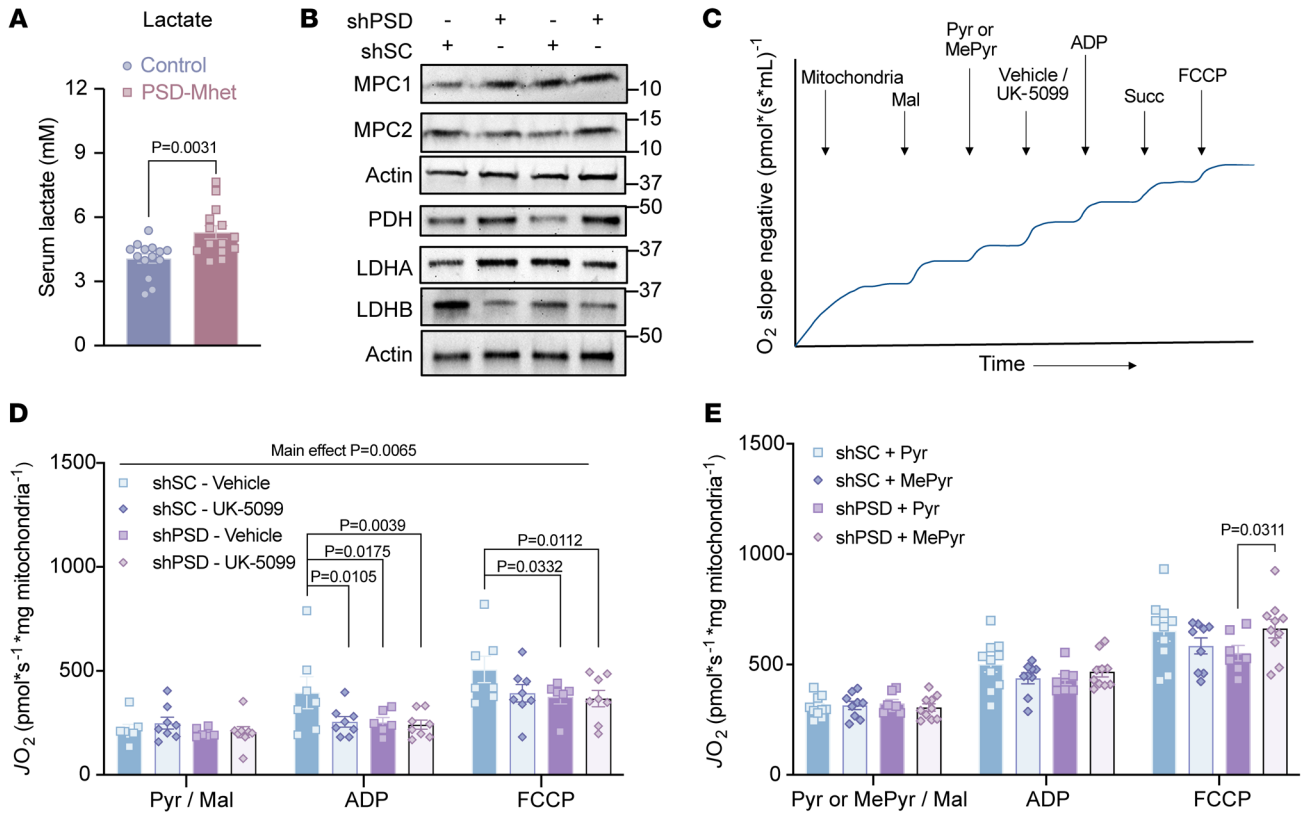 A
Lactate
Control
PSD-Mhet
P=0.0031
Serum lactate (mM)
12
9
6
3
0
B
shPSD - + - +
shSC + - + -
MPC1
10
MPC2
15
10
Actin
37
PDH
50
LDHA
37
LDHB
37
Actin
50
C
O2 slope negative (pmol*(s*mL)-1
Mitochondria
Mal
Pyr or
MePyr
Vehicle /
UK-5099
ADP
Succ
FCCP
Time
D
Main effect P=0.0065
shSC - Vehicle
shSC - UK-5099
shPSD - Vehicle
shPSD - UK-5099
P=0.0039
P=0.0175
P=0.0105
P=0.0112
P=0.0332
JO2 (pmol*s-1*mg mitochondria-1)
1500
1000
500
0
Pyr / Mal
ADP
FCCP
E
shSC + Pyr
shSC + MePyr
shPSD + Pyr
shPSD + MePyr
P=0.0311
JO2 (pmol*s-1 *mg mitochondria-1)
1500
1000
500
0
Pyr or MePyr / Mal
ADP
FCCP